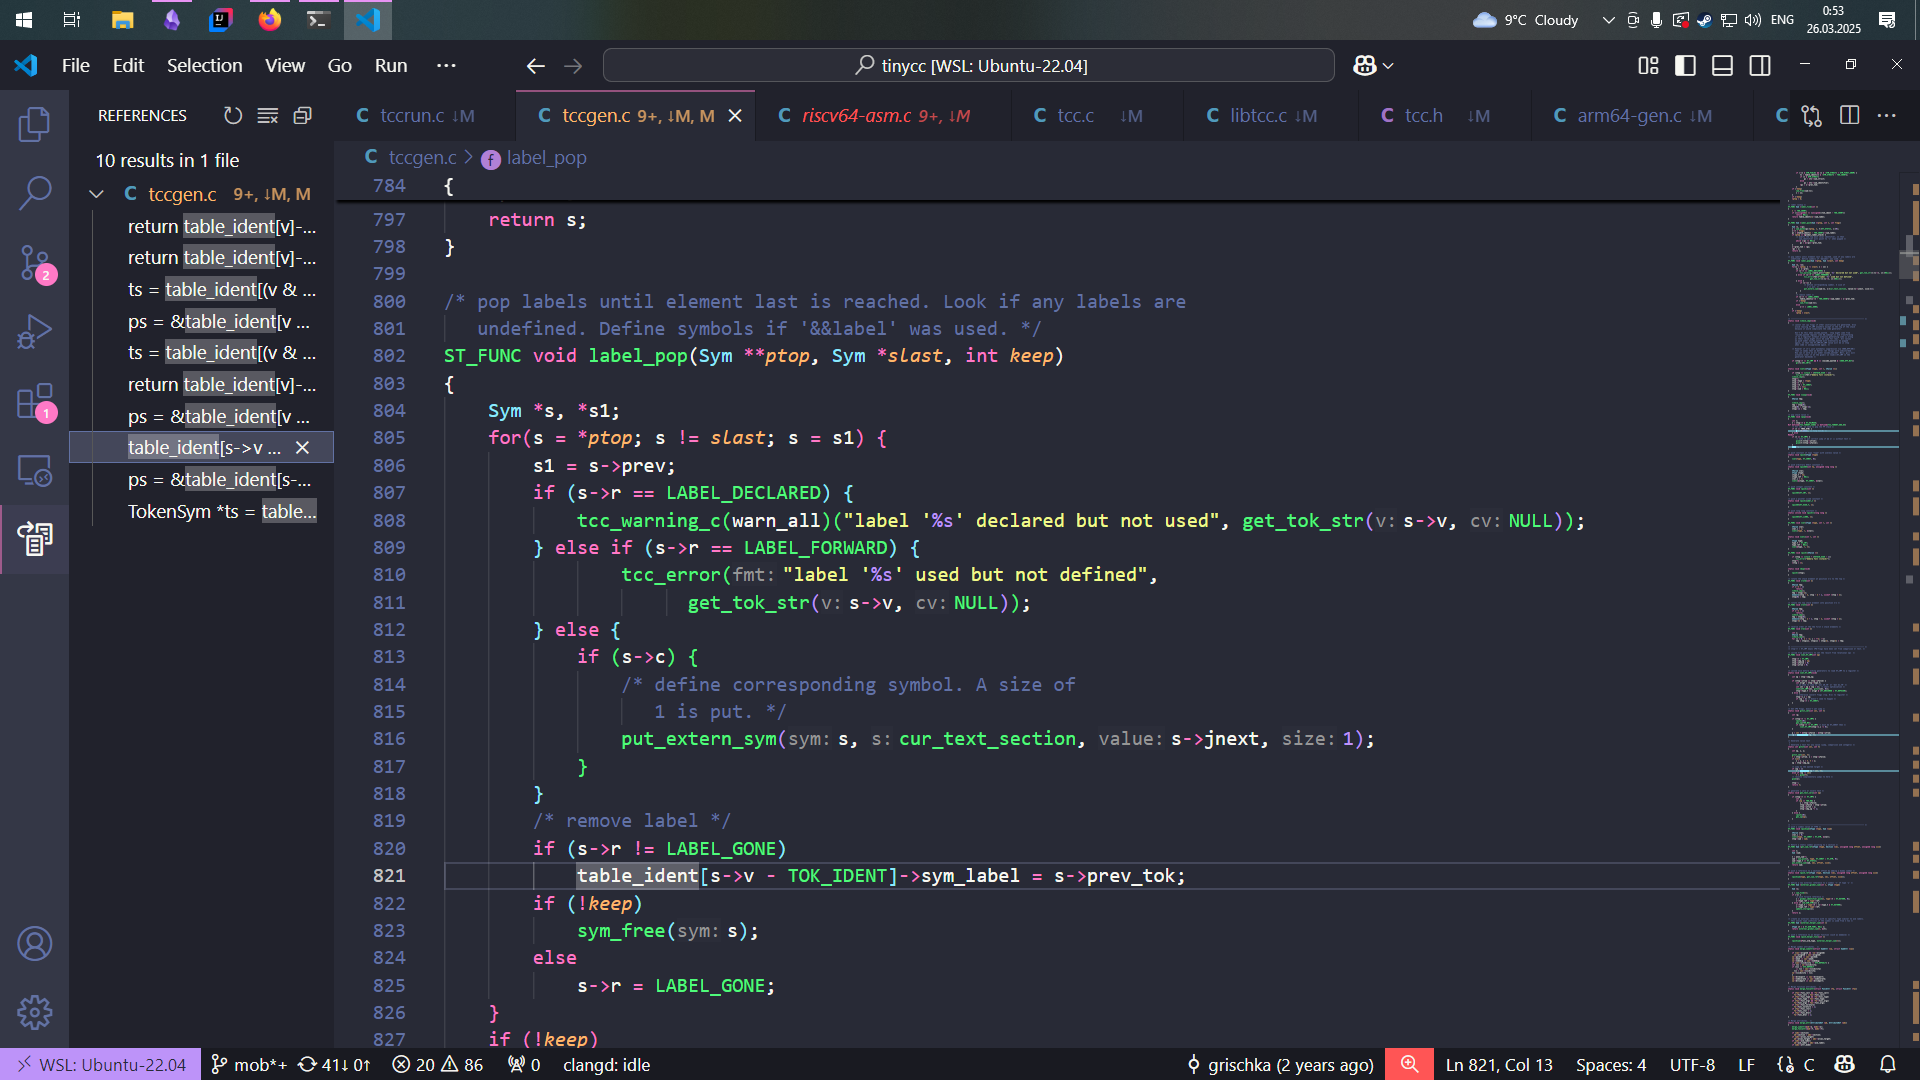 9°C Cloudy
ENG
0:53
26.03.2025
File Edit Selection View Go Run ···
tinycc [WSL: Ubuntu-22.04]
REFERENCES
C tccrun.c ↓M
C tccgen.c 9+, ↓M, M
C riscv64-asm.c 9+, ↓M
C tcc.c ↓M
C libtcc.c ↓M
C tcc.h ↓M
C arm64-gen.c ↓M
C
10 results in 1 file
C tccgen.c 9+, ↓M, M
return table_ident[v]-...
return table_ident[v]-...
ts = table_ident[(v & ...
ps = &table_ident[v ...
ts = table_ident[(v & ...
return table_ident[v]-...
ps = &table_ident[v ...
table_ident[s->v ...
ps = &table_ident[s-...
TokenSym *ts = table...
2
1
C tccgen.c > f label_pop
784 {
797 return s;
798 }
799
800 /* pop labels until element last is reached. Look if any labels are
801 undefined. Define symbols if '&&label' was used. */
802 ST_FUNC void label_pop(Sym **ptop, Sym *slast, int keep)
803 {
804 Sym *s, *s1;
805 for(s = *ptop; s != slast; s = s1) {
806 s1 = s->prev;
807 if (s->r == LABEL_DECLARED) {
808 tcc_warning_c(warn_all)("label '%s' declared but not used", get_tok_str(v: s->v, cv: NULL));
809 } else if (s->r == LABEL_FORWARD) {
810 tcc_error(fmt: "label '%s' used but not defined",
811 get_tok_str(v: s->v, cv: NULL));
812 } else {
813 if (s->c) {
814 /* define corresponding symbol. A size of
815 1 is put. */
816 put_extern_sym(sym: s, s: cur_text_section, value: s->jnext, size: 1);
817 }
818 }
819 /* remove label */
820 if (s->r != LABEL_GONE)
821 table_ident[s->v - TOK_IDENT]->sym_label = s->prev_tok;
822 if (!keep)
823 sym_free(sym: s);
824 else
825 s->r = LABEL_GONE;
826 }
827 if (!keep)
WSL: Ubuntu-22.04 mob*+ 41↓ 0↑ 20 86 0 clangd: idle
grischka (2 years ago) Ln 821, Col 13 Spaces: 4 UTF-8 LF {} C